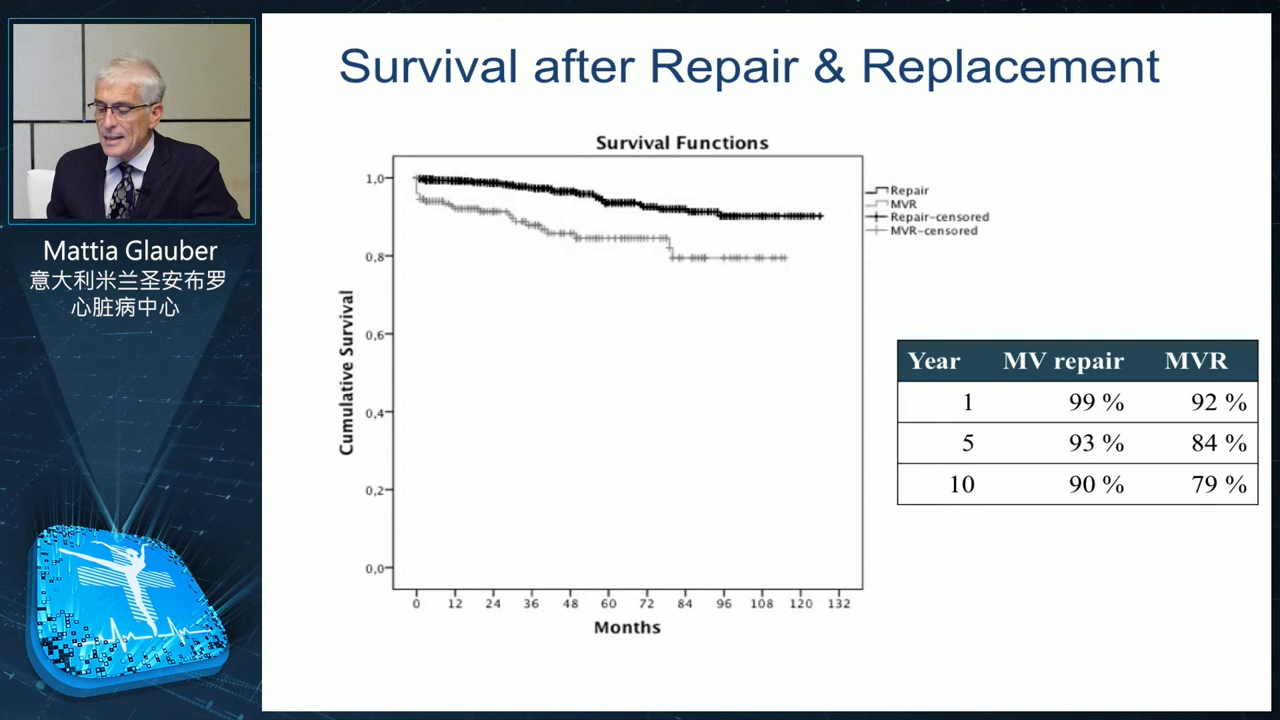 Survival after Repair & Replacement
Mattia Glauber
意大利米兰圣安布罗
心脏病中心
Survival Functions
Cumulative Survival
1,0
0,8
0,6
0,4
0,2
0,0
0 12 24 36 48 60 72 84 96 108 120 132
Months
Repair
MVR
Repair-censored
MVR-censored
Year MV repair MVR
1 99 % 92 %
5 93 % 84 %
10 90 % 79 %